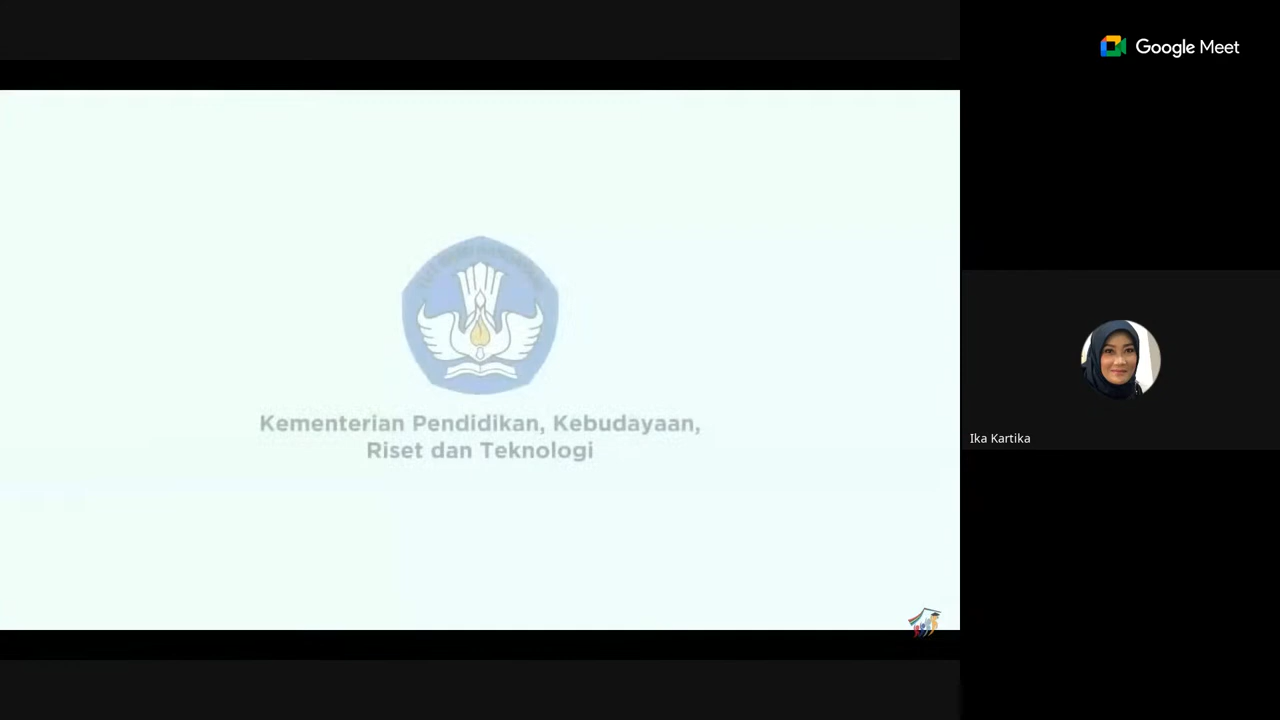 Google Meet
Kementerian Pendidikan, Kebudayaan,
Riset dan Teknologi
Ika Kartika